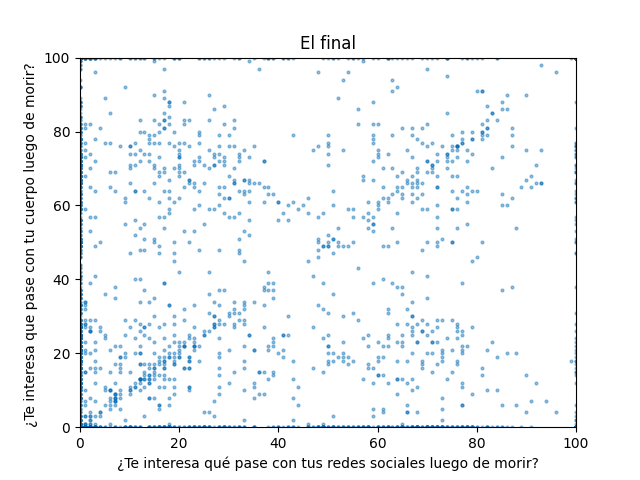 El final
¿Te interesa que pase con tu cuerpo luego de morir?
100
80
60
40
20
0
0 20 40 60 80 100
¿Te interesa qué pase con tus redes sociales luego de morir?